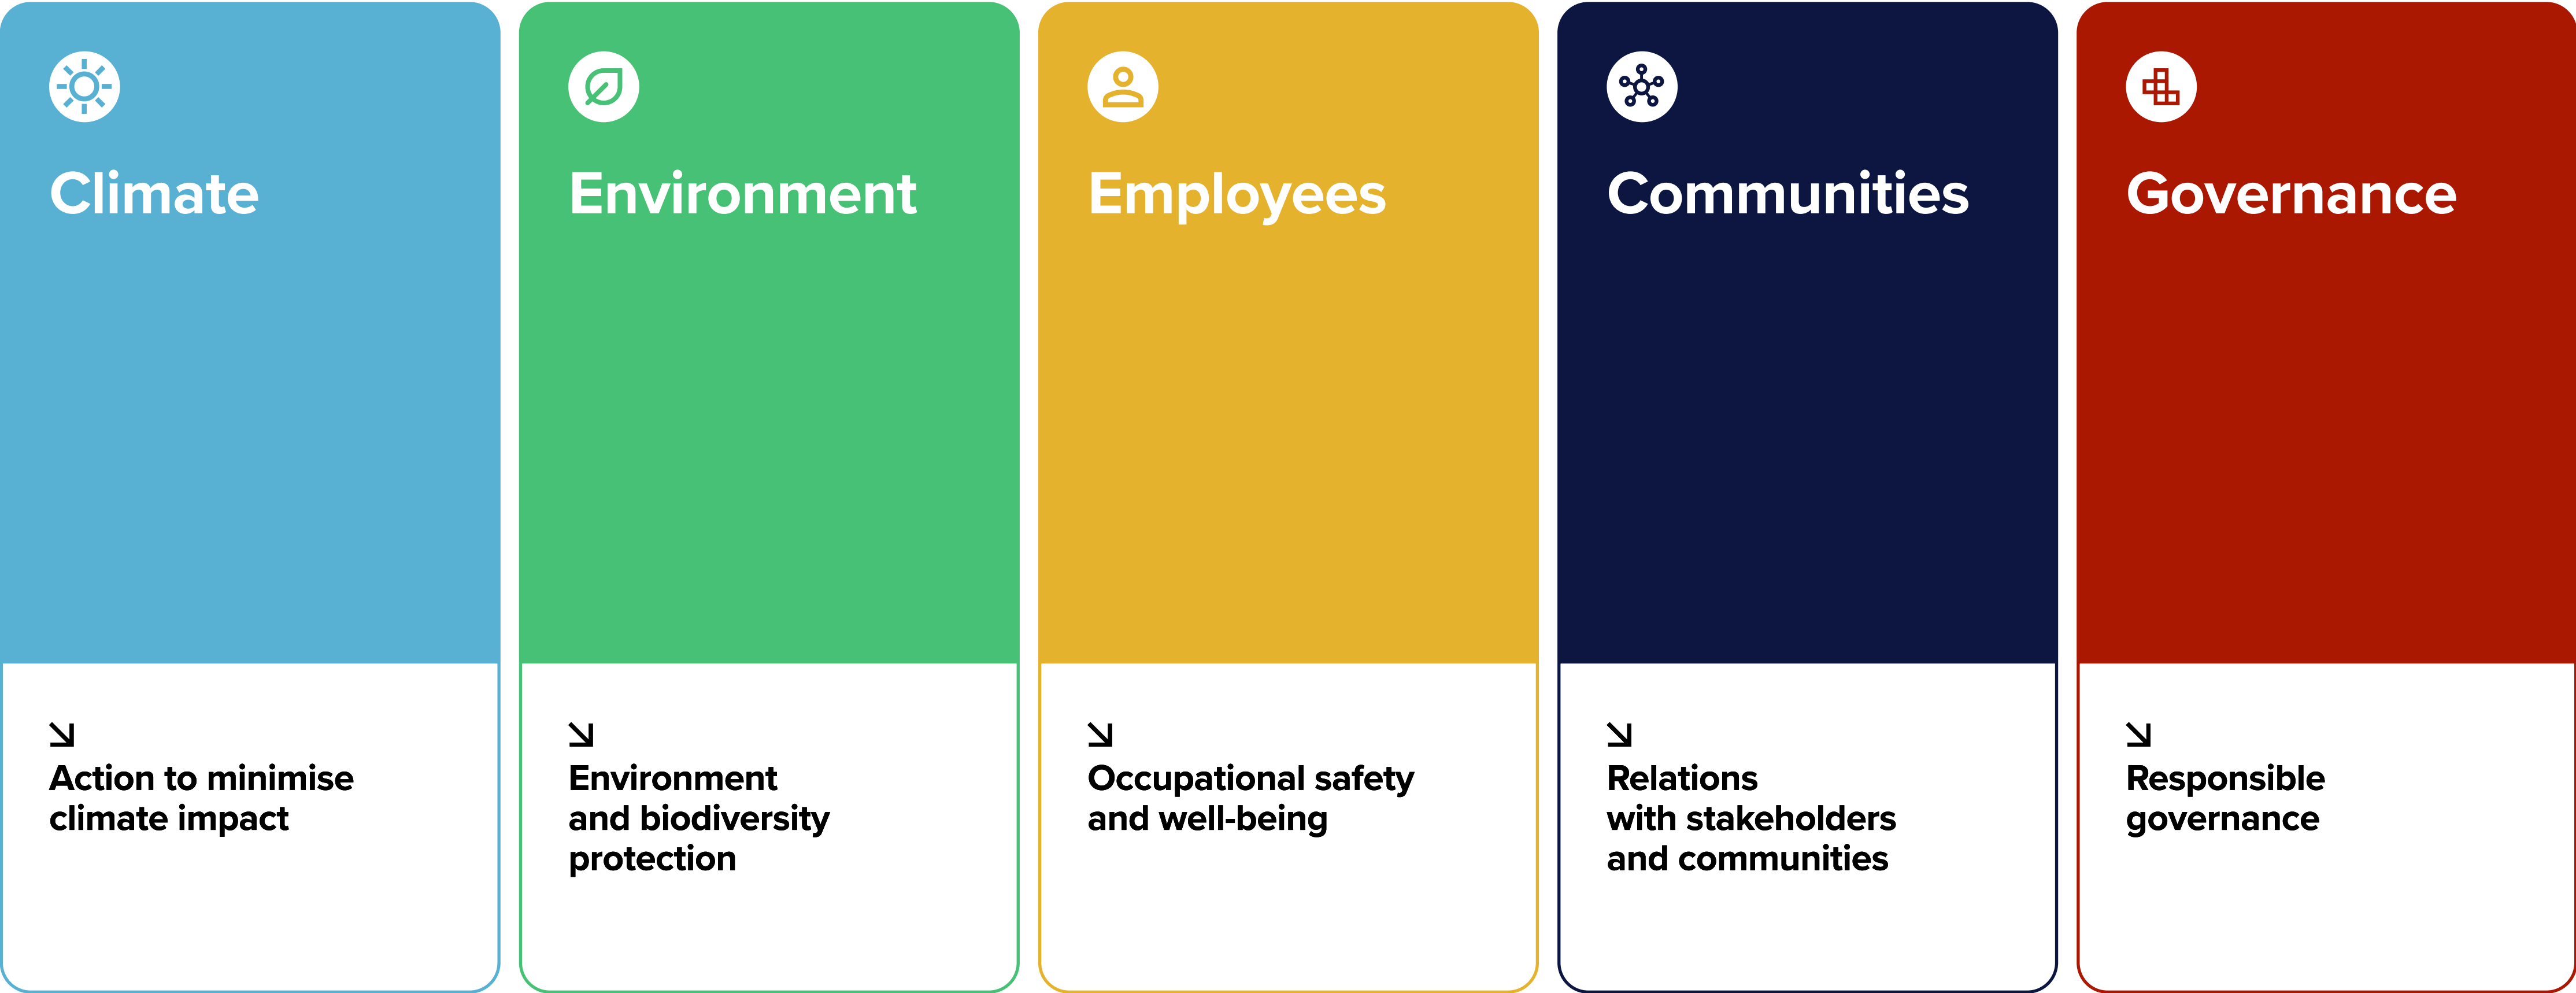 Climate
Action to minimise
climate impact
Environment
Environment
and biodiversity
protection
Employees
Occupational safety
and well-being
Communities
Relations
with stakeholders
and communities
Governance
Responsible
governance